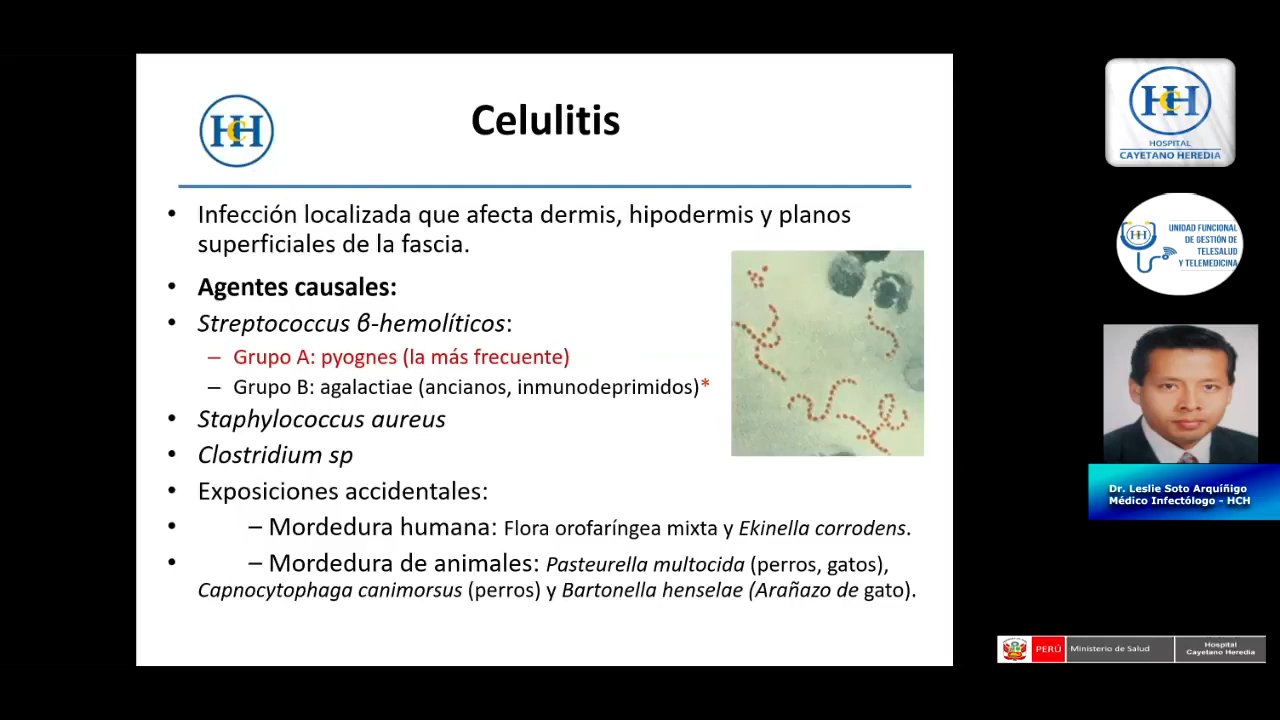 HCH
Celulitis
• Infección localizada que afecta dermis, hipodermis y planos
superficiales de la fascia.
• Agentes causales:
• Streptococcus β-hemolíticos:
– Grupo A: pyognes (la más frecuente)
– Grupo B: agalactiae (ancianos, inmunodeprimidos)*
• Staphylococcus aureus
• Clostridium sp
• Exposiciones accidentales:
• – Mordedura humana: Flora orofaríngea mixta y Ekinella corrodens.
• – Mordedura de animales: Pasteurella multocida (perros, gatos),
Capnocytophaga canimorsus (perros) y Bartonella henselae (Arañazo de gato).
HCH
HOSPITAL
CAYETANO HEREDIA
HCH
UNIDAD FUNCIONAL
DE GESTIÓN DE
TELESALUD
Y TELEMEDICINA
Dr. Leslie Soto Arquíñigo
Médico Infectólogo - HCH
PERÚ
Ministerio de Salud
Hospital
Cayetano Heredia